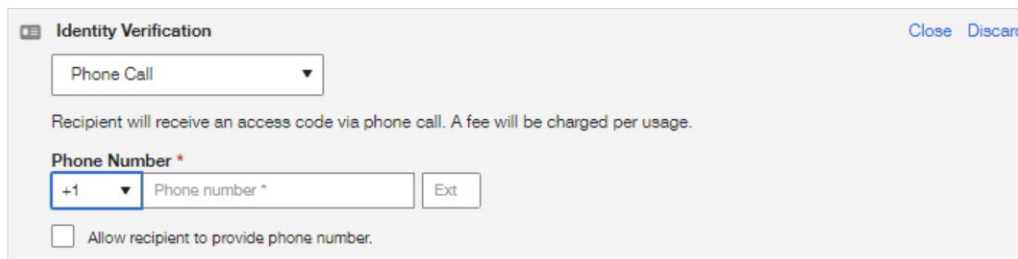 Identity Verification
Close Discard
Phone Call
Recipient will receive an access code via phone call. A fee will be charged per usage.
Phone Number *
+1 Phone number * Ext
Allow recipient to provide phone number.